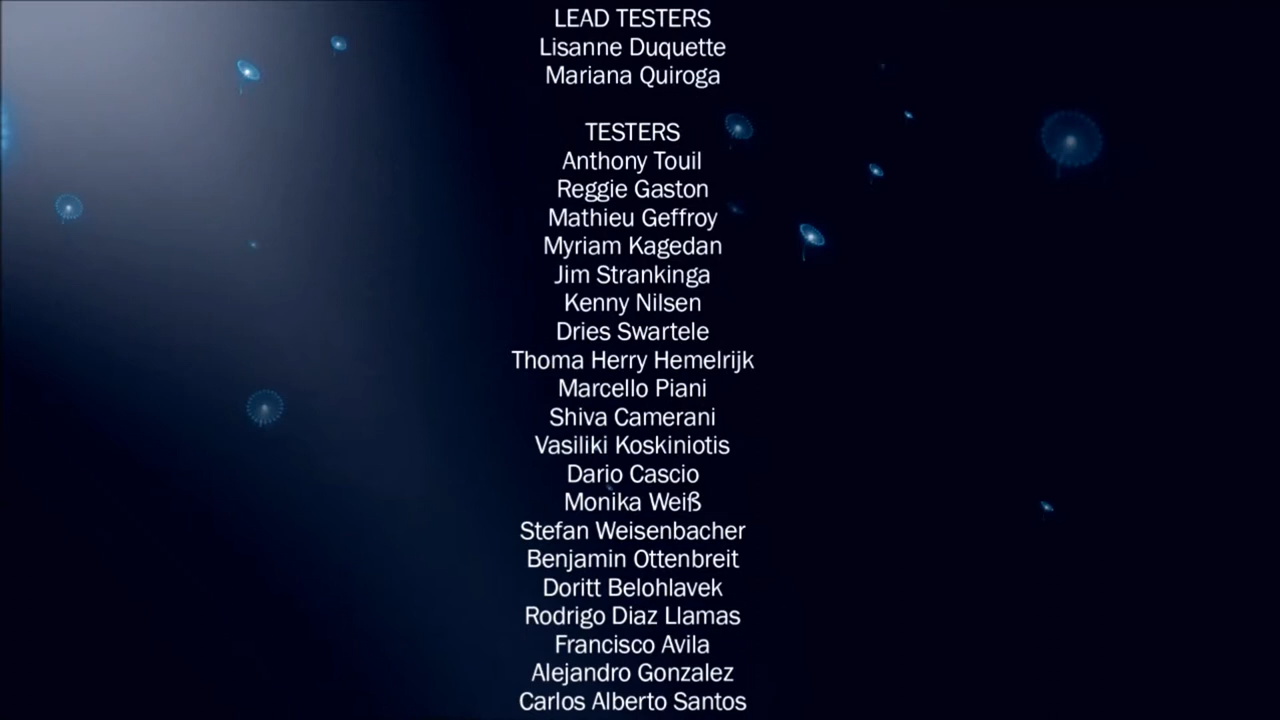 LEAD TESTERS
Lisanne Duquette
Mariana Quiroga
TESTERS
Anthony Touil
Reggie Gaston
Mathieu Geffroy
Myriam Kagedan
Jim Strankinga
Kenny Nilsen
Dries Swartele
Thoma Herry Hemelrijk
Marcello Piani
Shiva Camerani
Vasiliki Koskiniotis
Dario Cascio
Monika Weiß
Stefan Weisenbacher
Benjamin Ottenbreit
Doritt Belohlavek
Rodrigo Diaz Llamas
Francisco Avila
Alejandro Gonzalez
Carlos Alberto Santos